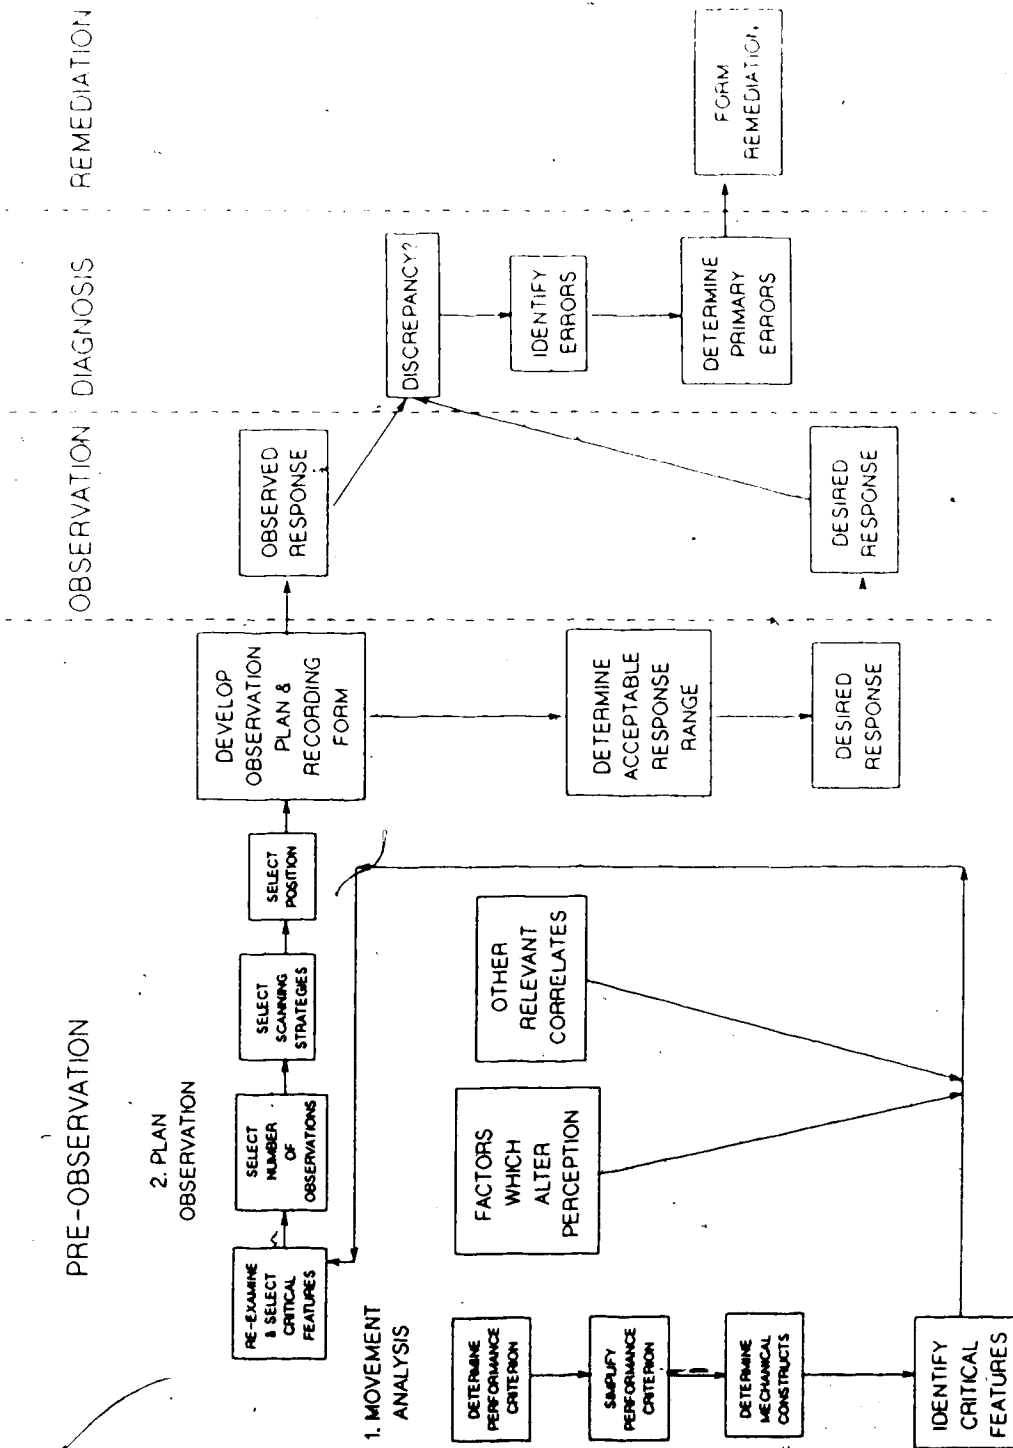 PRE-OBSERVATION
OBSERVATION
DIAGNOSIS
REMEDIATION
2. PLAN
OBSERVATION
RE-EXAMINE
& SELECT
CRITICAL
FEATURES
SELECT
NUMBER
OF
OBSERVATIONS
SELECT
SCANNING
STRATEGIES
SELECT
POSITION
DEVELOP
OBSERVATION
PLAN &
RECORDING
FORM
OBSERVED
RESPONSE
DISCREPANCY?
IDENTIFY
ERRORS
DETERMINE
PRIMARY
ERRORS
FORM
REMEDIATION
1. MOVEMENT
ANALYSIS
DETERMINE
PERFORMANCE
CRITERION
SIMPLIFY
PERFORMANCE
CRITERION
DETERMINE
MECHANICAL
CONSTRUCTS
IDENTIFY
CRITICAL
FEATURES
FACTORS
WHICH
ALTER
PERCEPTION
OTHER
RELEVANT
CORRELATES
DETERMINE
ACCEPTABLE
RESPONSE
RANGE
DESIRED
RESPONSE
DESIRED
RESPONSE